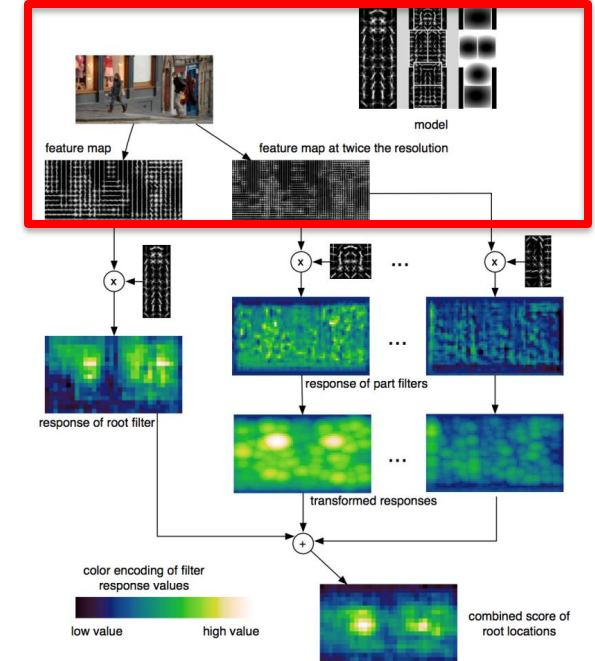 model
feature map
feature map at twice the resolution
x
x
...
x
...
response of part filters
response of root filter
...
transformed responses
+
color encoding of filter
response values
low value
high value
combined score of
root locations